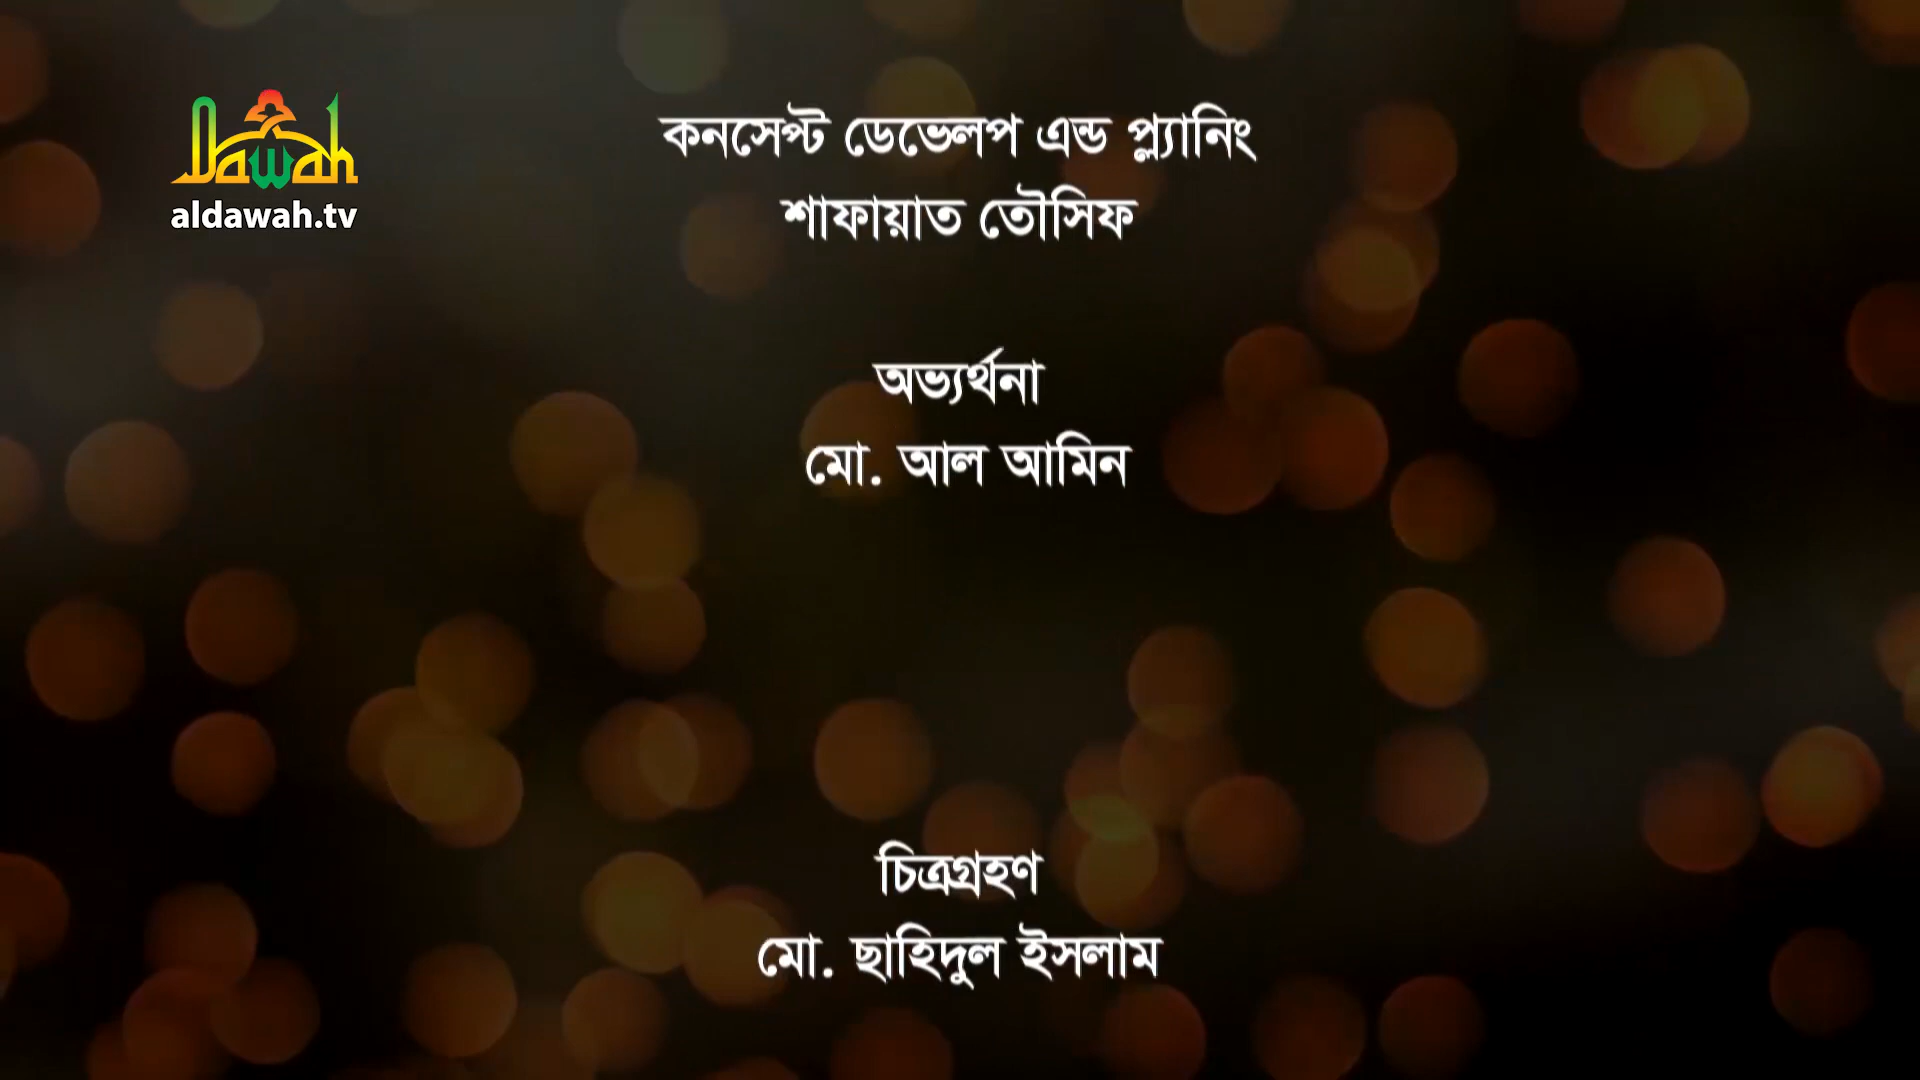 Dawah
aldawah.tv
কনসেপ্ট ডেভেলপ এন্ড প্ল্যানিং
শাফায়াত তৌসিফ
অভ্যর্থনা
মো. আল আমিন
চিত্রগ্রহণ
মো. ছাহিদুল ইসলাম